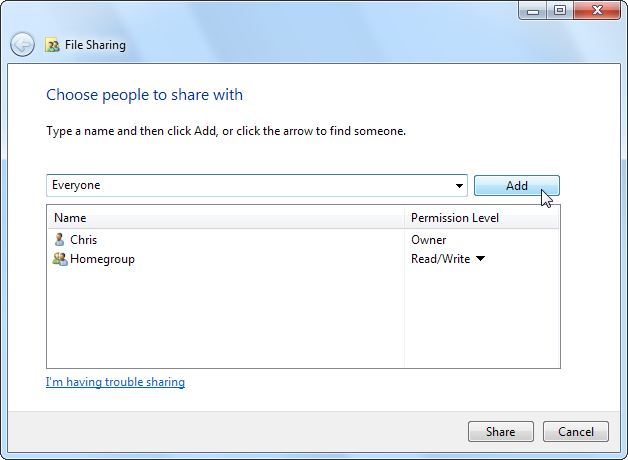 File Sharing
Choose people to share with
Type a name and then click Add, or click the arrow to find someone.
Everyone
Add
Name Permission Level
Chris Owner
Homegroup Read/Write
I'm having trouble sharing
Share Cancel